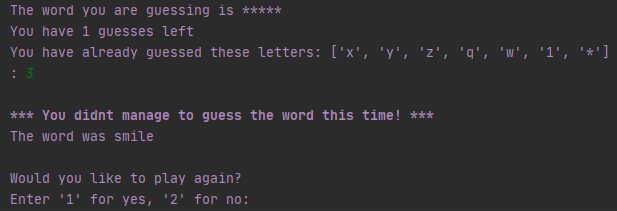 The word you are guessing is *****
You have 1 guesses left
You have already guessed these letters: ['x', 'y', 'z', 'q', 'w', '1', '*']
: 3
*** You didnt manage to guess the word this time! ***
The word was smile
Would you like to play again?
Enter '1' for yes, '2' for no: